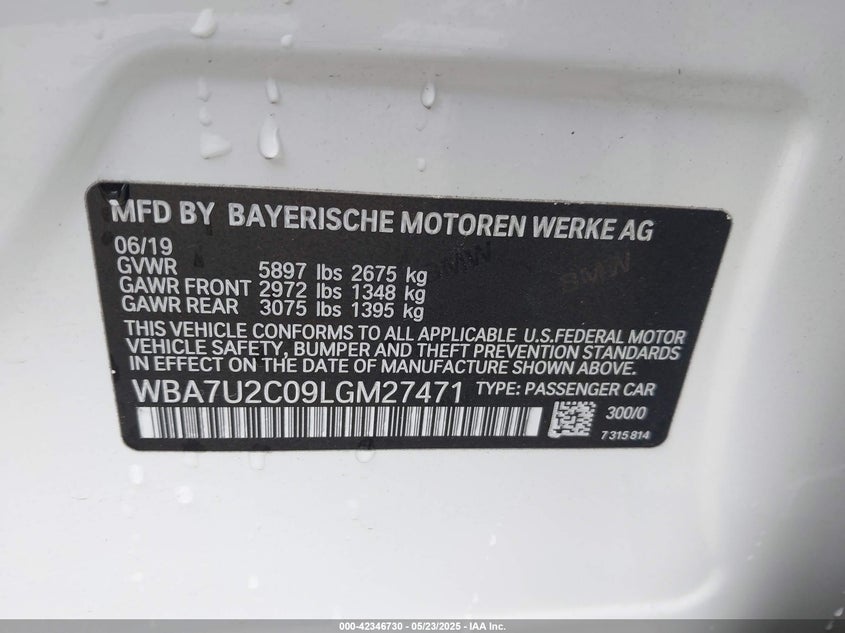 MFD BY BAYERISCHE MOTOREN WERKE AG
06/19
GVWR 5897 lbs 2675 kg
GAWR FRONT 2972 lbs 1348 kg
GAWR REAR 3075 lbs 1395 kg
THIS VEHICLE CONFORMS TO ALL APPLICABLE U.S.FEDERAL MOTOR
VEHICLE SAFETY, BUMPER AND THEFT PREVENTION STANDARDS
IN EFFECT ON THE DATE OF MANUFACTURE SHOWN ABOVE.
WBA7U2C09LGM27471 TYPE: PASSENGER CAR
300/0
7 315 814
BMW
BMW
000-42346730 - 05/23/2025 - IAA Inc.